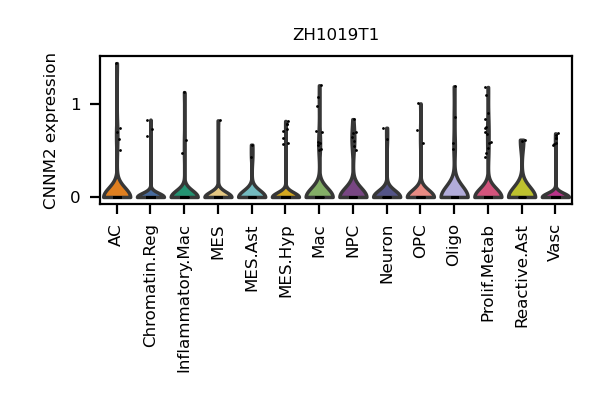 ZH1019T1
CNNM2 expression
1
0
AC
Chromatin.Reg
Inflammatory.Mac
MES
MES.Ast
MES.Hyp
Mac
NPC
Neuron
OPC
Oligo
Prolif.Metab
Reactive.Ast
Vasc